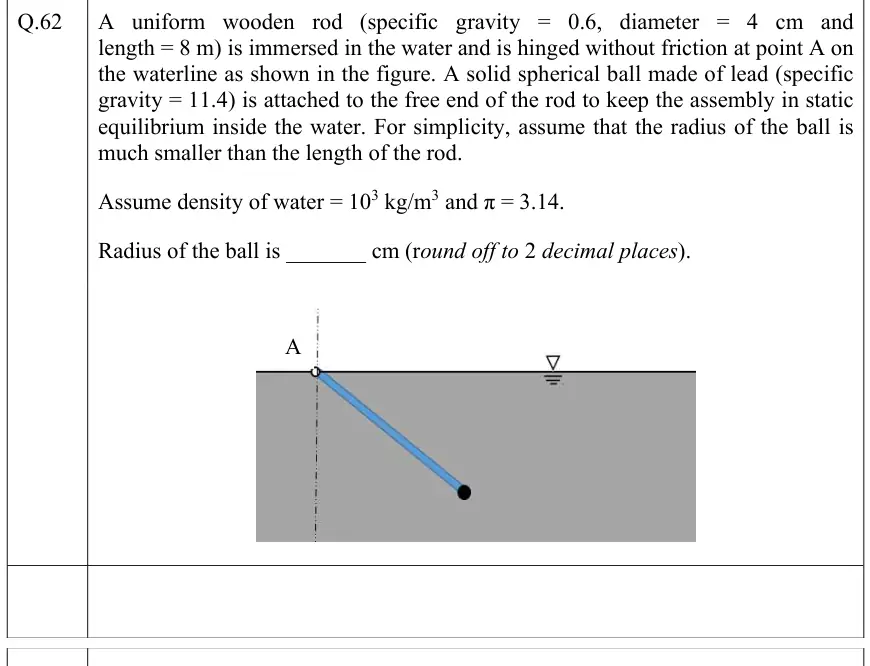 Q.62
A uniform wooden rod (specific gravity = 0.6, diameter = 4 cm and
length = 8 m) is immersed in the water and is hinged without friction at point A on
the waterline as shown in the figure. A solid spherical ball made of lead (specific
gravity = 11.4) is attached to the free end of the rod to keep the assembly in static
equilibrium inside the water. For simplicity, assume that the radius of the ball is
much smaller than the length of the rod.
Assume density of water = 10³ kg/m³ and π = 3.14.
Radius of the ball is _______ cm (round off to 2 decimal places).
A